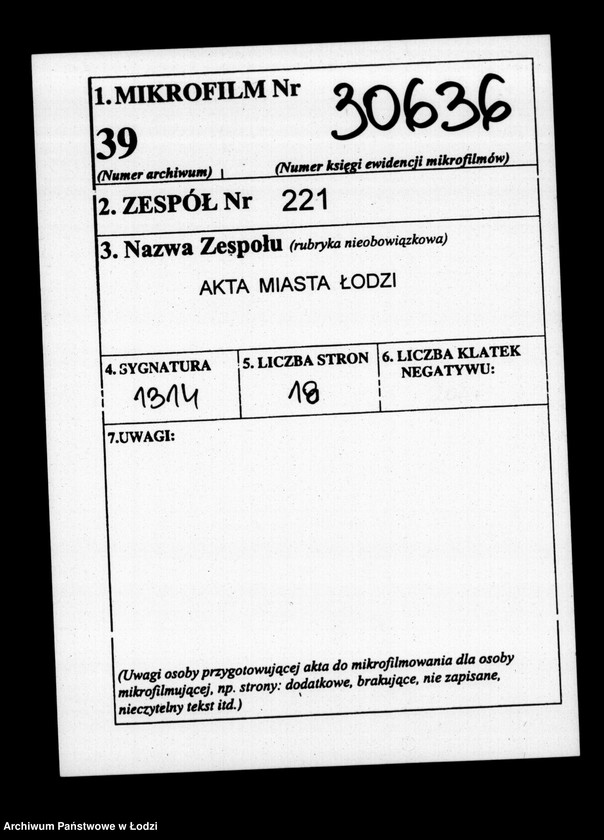 1. MIKROFILM Nr 30636
39
(Numer archiwum) (Numer księgi ewidencji mikrofilmów)
2. ZESPÓŁ Nr 221
3. Nazwa Zespołu (rubryka nieobowiązkowa)
AKTA MIASTA ŁODZI
4. SYGNATURA 5. LICZBA STRON 6. LICZBA KLATEK
NEGATYWU:
1314 18
7.UWAGI:
(Uwagi osoby przygotowującej akta do mikrofilmowania dla osoby
mikrofilmującej, np. strony: dodatkowe, brakujące, nie zapisane,
nieczytelny tekst itd.)
Archiwum Państwowe w Łodzi